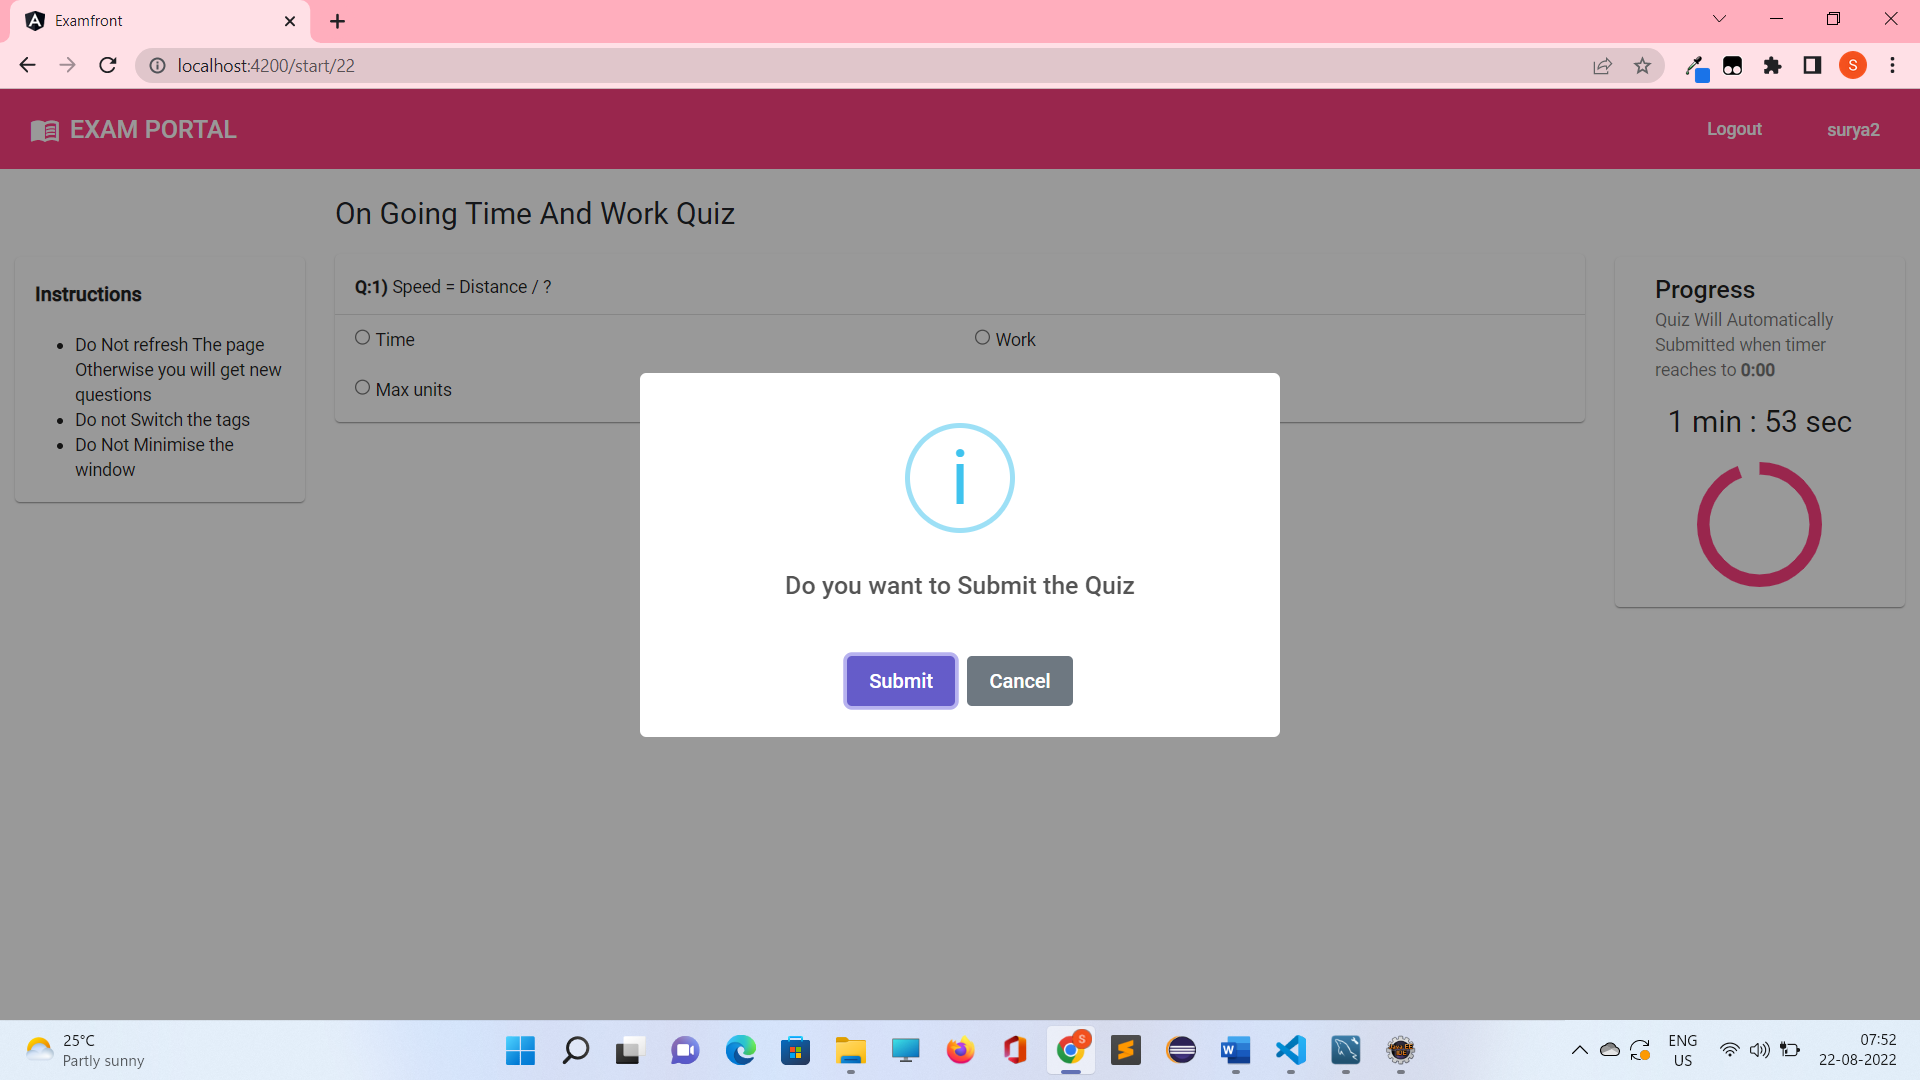 Examfront
localhost:4200/start/22
S
EXAM PORTAL
Logout
surya2
On Going Time And Work Quiz
Instructions
Do Not refresh The page
Otherwise you will get new
questions
Do not Switch the tags
Do Not Minimise the
window
Q:1) Speed = Distance / ?
Time
Work
Max units
Progress
Quiz Will Automatically
Submitted when timer
reaches to 0:00
1 min : 53 sec
Do you want to Submit the Quiz
Submit
Cancel
25°C
Partly sunny
S
ENG
US
07:52
22-08-2022